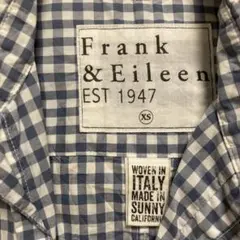 Frank
& Eileen
EST 1947
XS
WOVEN IN
ITALY
MADE IN
SUNNY
CALIFORNIA